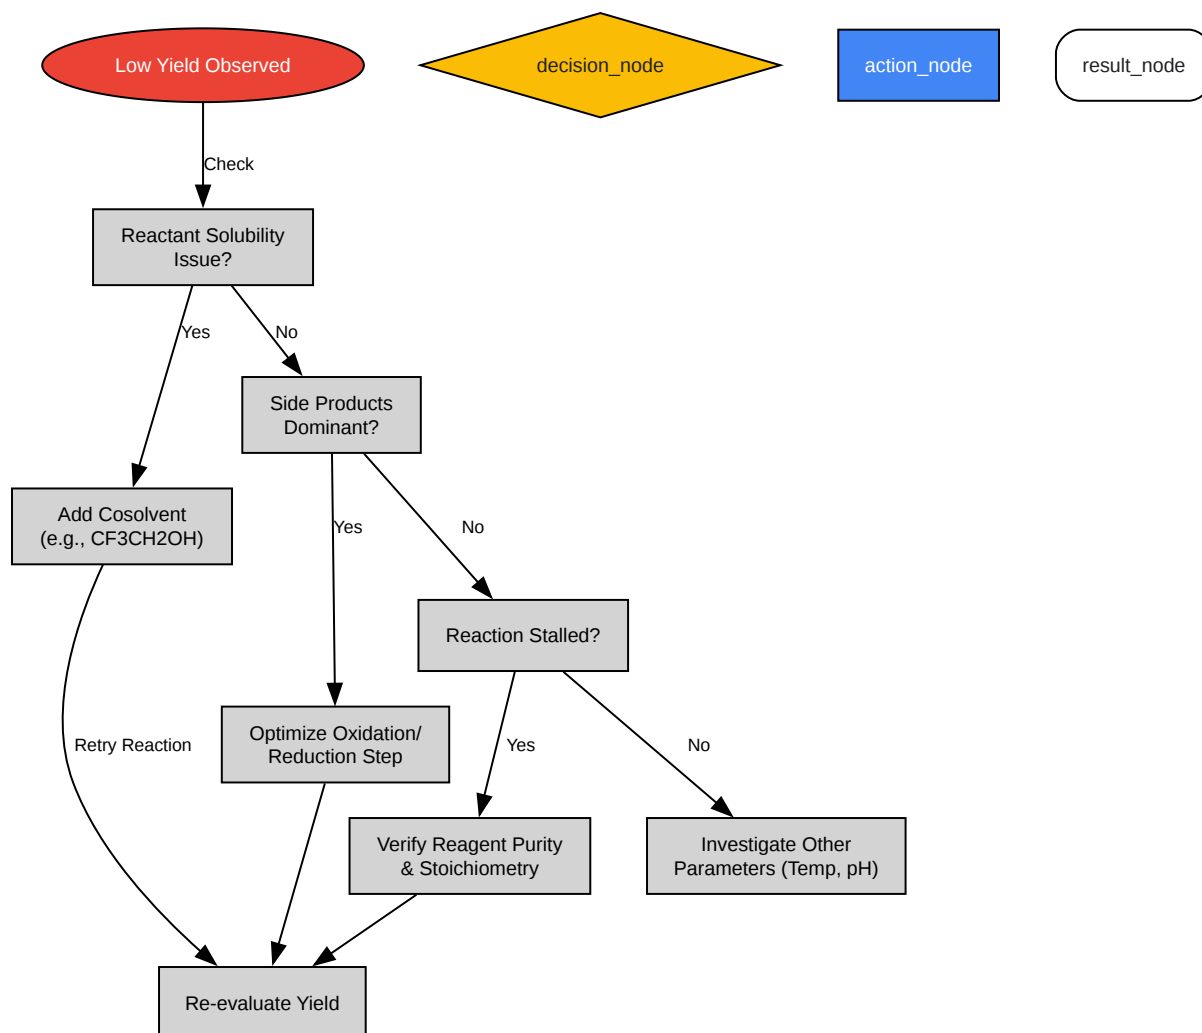 Low Yield Observed
decision_node
action_node
result_node
Check
Reactant Solubility
Issue?
Yes
No
Side Products
Dominant?
Add Cosolvent
(e.g., CF3CH2OH)
Yes
No
Reaction Stalled?
Optimize Oxidation/
Reduction Step
Retry Reaction
Yes
No
Verify Reagent Purity
& Stoichiometry
Investigate Other
Parameters (Temp, pH)
Re-evaluate Yield